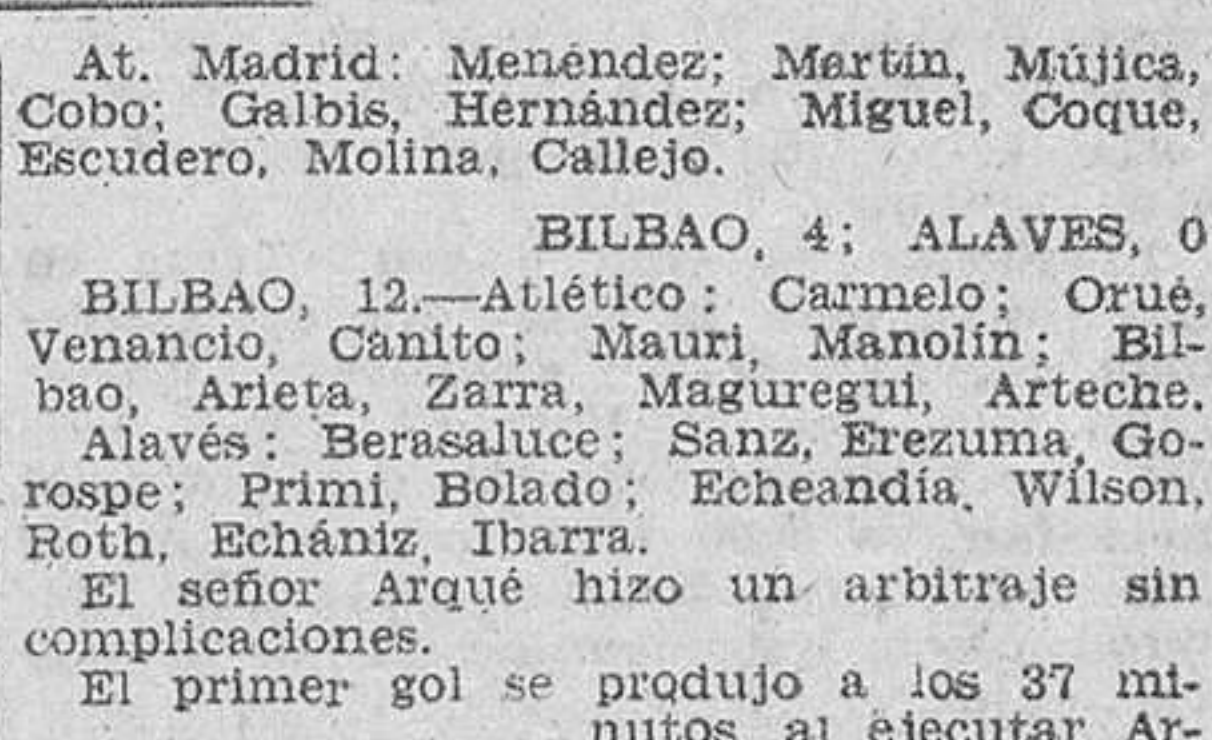 At. Madrid: Menéndez; Martín, Mújica,
Cobo; Galbis, Hernández; Miguel, Coque,
Escudero, Molina, Callejo.
BILBAO, 4; ALAVES, 0
BILBAO, 12.—Atlético: Carmelo; Orué,
Venancio, Canito; Mauri, Manolín; Bil-
bao, Arieta, Zarra, Maguregui, Arteche.
Alavés: Berasaluce; Sanz, Erezuma, Go-
rospe; Primi, Bolado; Echeandía, Wilson,
Roth, Echániz, Ibarra.
El señor Arqué hizo un arbitraje sin
complicaciones.
El primer gol se produjo a los 37 mi-
nutos al ejecutar Ar-